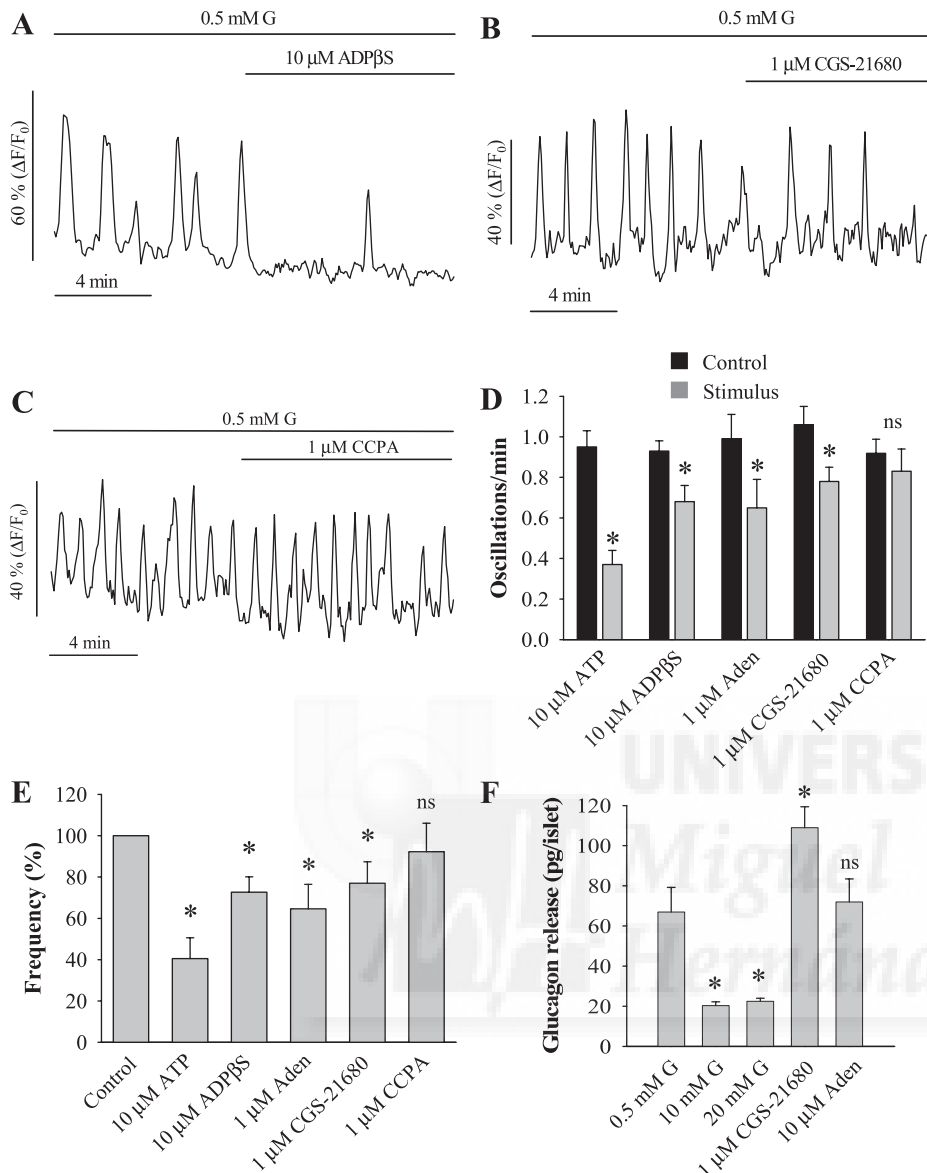 A
0.5 mM G
10 µM ADPβS
60 % (ΔF/F0)
4 min
B
0.5 mM G
1 µM CGS-21680
40 % (ΔF/F0)
4 min
C
0.5 mM G
1 µM CCPA
40 % (ΔF/F0)
4 min
D
Control
Stimulus
Oscillations/min
1.2
1.0
0.8
0.6
0.4
0.2
0.0
*
*
*
*
ns
10 µM ATP
10 µM ADPβS
1 µM Aden
1 µM CGS-21680
1 µM CCPA
E
Frequency (%)
120
100
80
60
40
20
0
*
*
*
*
ns
Control
10 µM ATP
10 µM ADPβS
1 µM Aden
1 µM CGS-21680
1 µM CCPA
F
Glucagon release (pg/islet)
120
100
80
60
40
20
0
*
*
*
ns
0.5 mM G
10 mM G
20 mM G
1 µM CGS-21680
10 µM Aden
UNIVERS
Miguel
Hernán